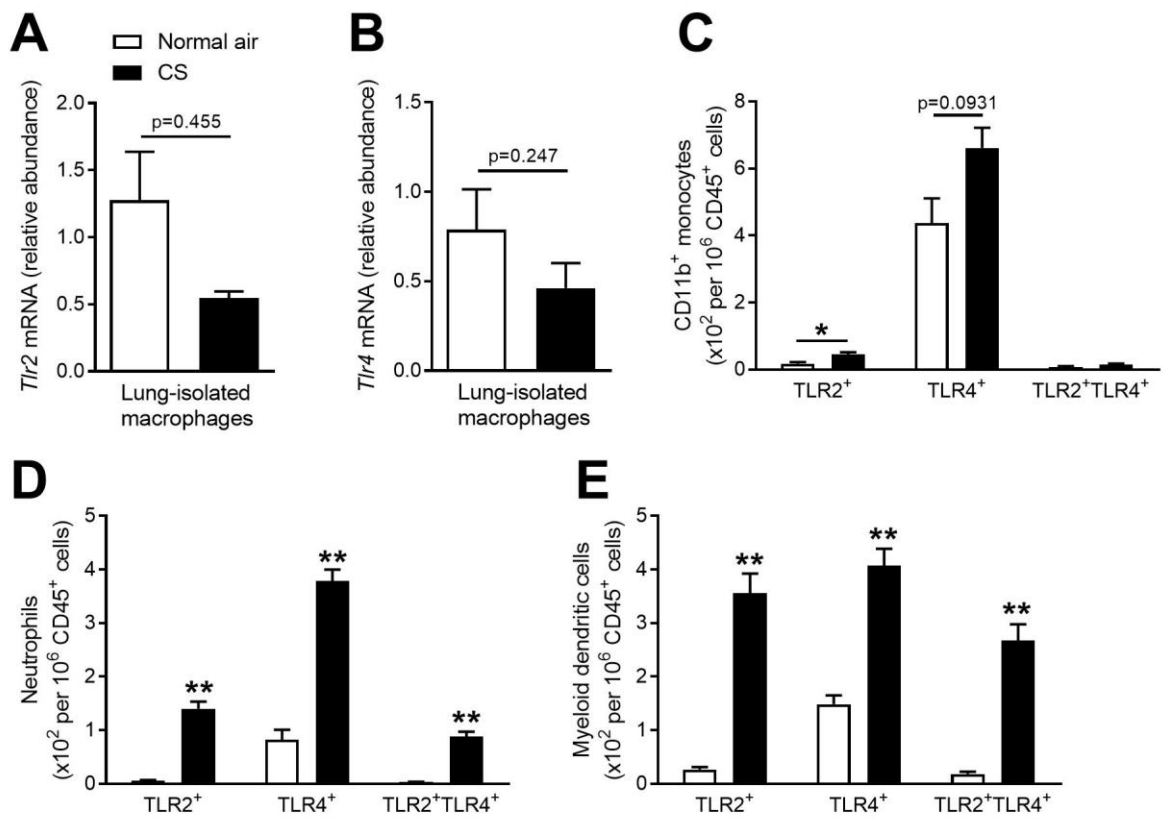 A
Normal air
CS
Tlr2 mRNA (relative abundance)
2.0
1.5
1.0
0.5
0.0
p=0.455
Lung-isolated
macrophages
B
Tlr4 mRNA (relative abundance)
1.5
1.0
0.5
0.0
p=0.247
Lung-isolated
macrophages
C
CD11b⁺ monocytes
(x10² per 10⁶ CD45⁺ cells)
8
6
4
2
0
*
p=0.0931
TLR2⁺
TLR4⁺
TLR2⁺TLR4⁺
D
Neutrophils
(x10² per 10⁶ CD45⁺ cells)
5
4
3
2
1
0
**
**
**
TLR2⁺
TLR4⁺
TLR2⁺TLR4⁺
E
Myeloid dendritic cells
(x10² per 10⁶ CD45⁺ cells)
5
4
3
2
1
0
**
**
**
TLR2⁺
TLR4⁺
TLR2⁺TLR4⁺